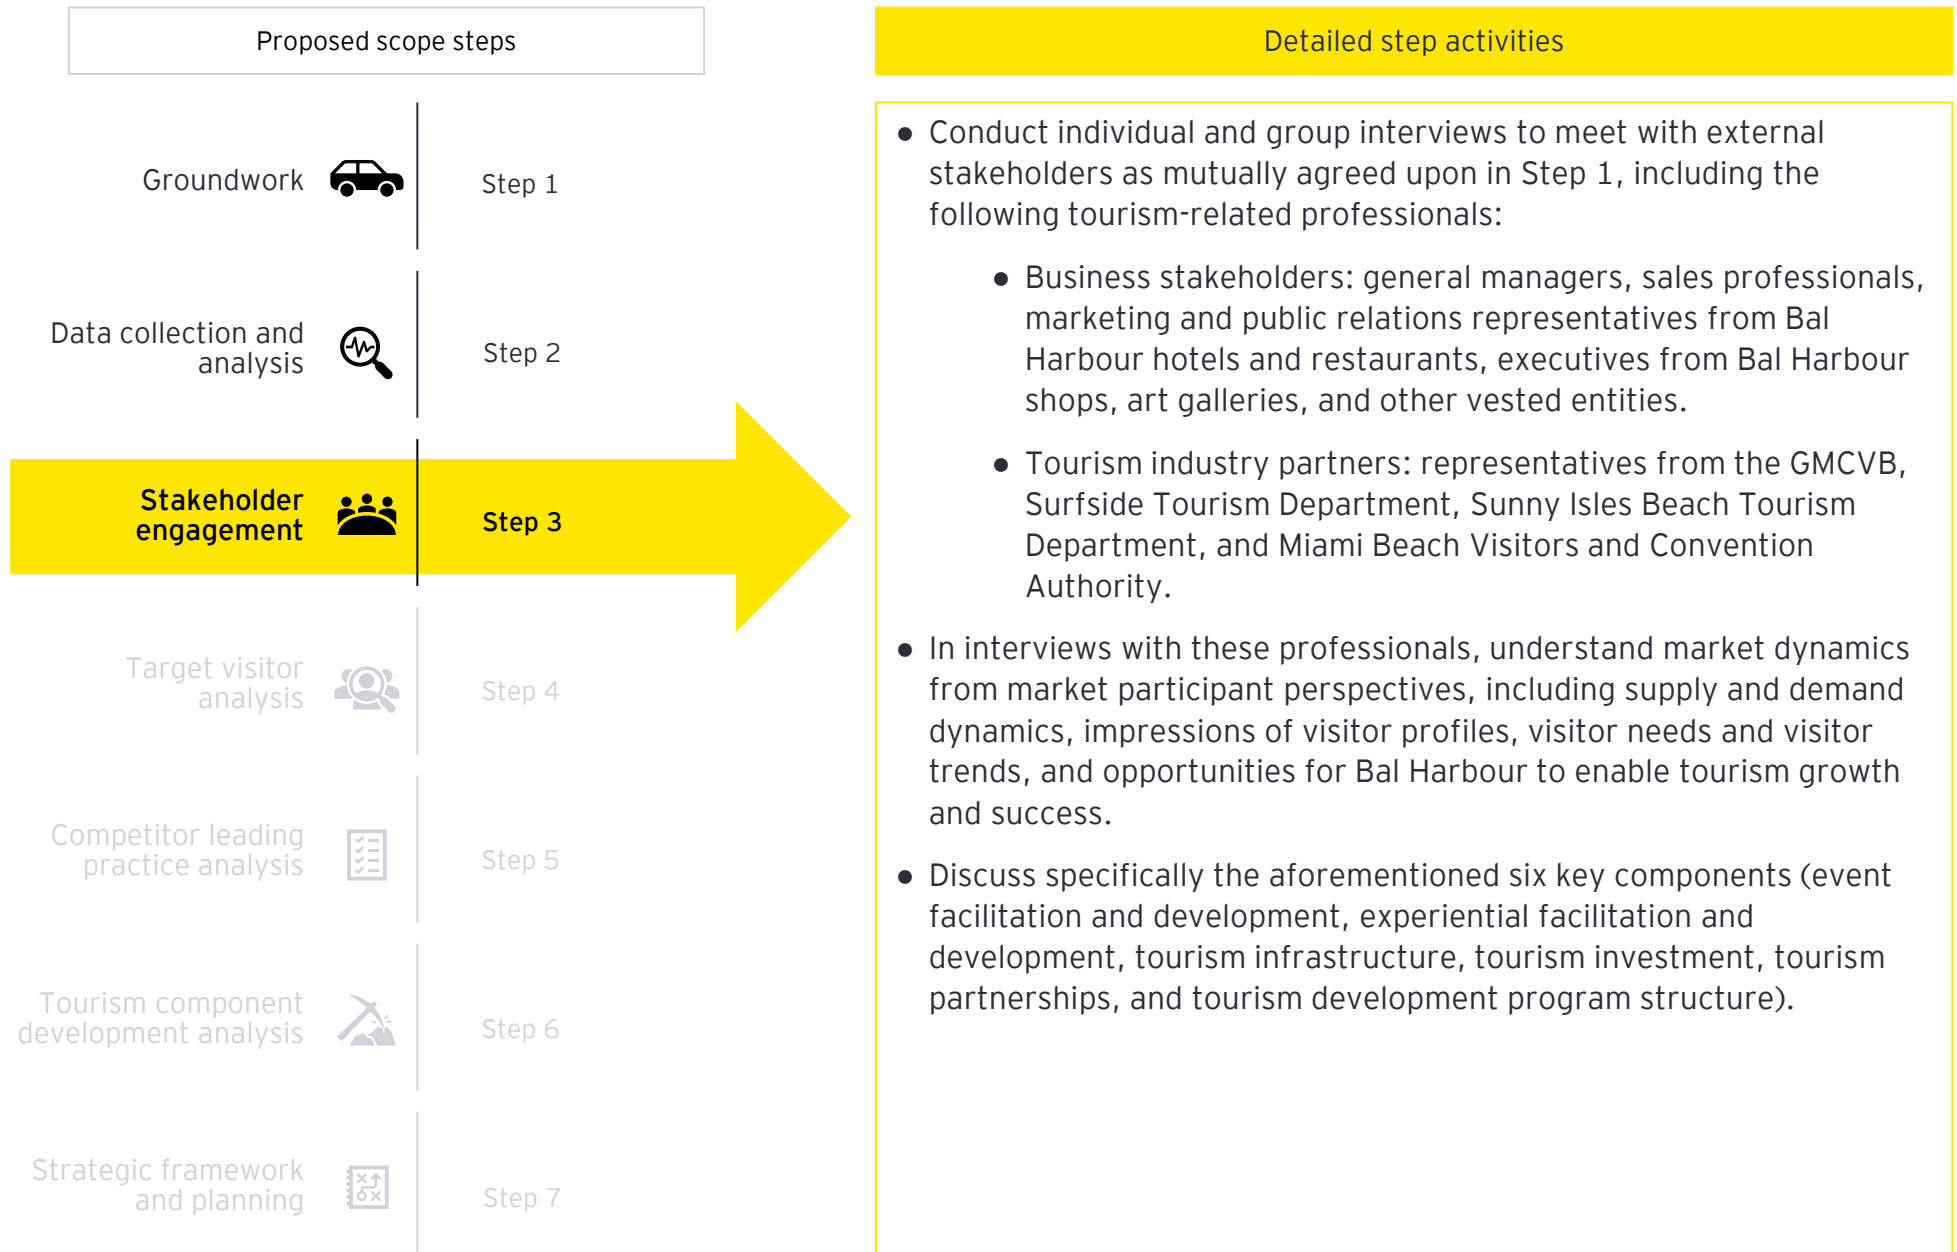 Proposed scope steps
Groundwork
Step 1
Data collection and
analysis
Step 2
Stakeholder
engagement
Step 3
Target visitor
analysis
Step 4
Competitor leading
practice analysis
Step 5
Tourism component
development analysis
Step 6
Strategic framework
and planning
Step 7
Detailed step activities
● Conduct individual and group interviews to meet with external
stakeholders as mutually agreed upon in Step 1, including the
following tourism-related professionals:
● Business stakeholders: general managers, sales professionals,
marketing and public relations representatives from Bal
Harbour hotels and restaurants, executives from Bal Harbour
shops, art galleries, and other vested entities.
● Tourism industry partners: representatives from the GMCVB,
Surfside Tourism Department, Sunny Isles Beach Tourism
Department, and Miami Beach Visitors and Convention
Authority.
● In interviews with these professionals, understand market dynamics
from market participant perspectives, including supply and demand
dynamics, impressions of visitor profiles, visitor needs and visitor
trends, and opportunities for Bal Harbour to enable tourism growth
and success.
● Discuss specifically the aforementioned six key components (event
facilitation and development, experiential facilitation and
development, tourism infrastructure, tourism investment, tourism
partnerships, and tourism development program structure).